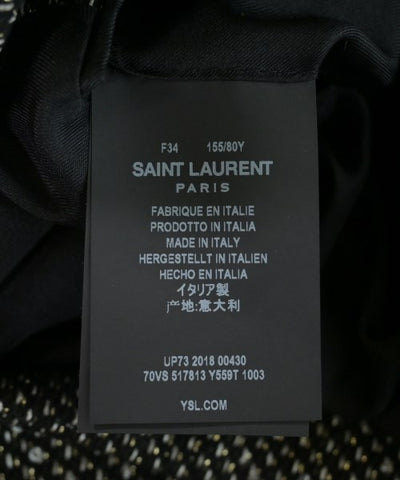 F34 155/80Y
SAINT LAURENT
PARIS
FABRIQUE EN ITALIE
PRODOTTO IN ITALIA
MADE IN ITALY
HERGESTELLT IN ITALIEN
HECHO EN ITALIA
イタリア製
产地:意大利
UP73 2018 00430
70VS 517813 Y559T 1003
YSL.COM